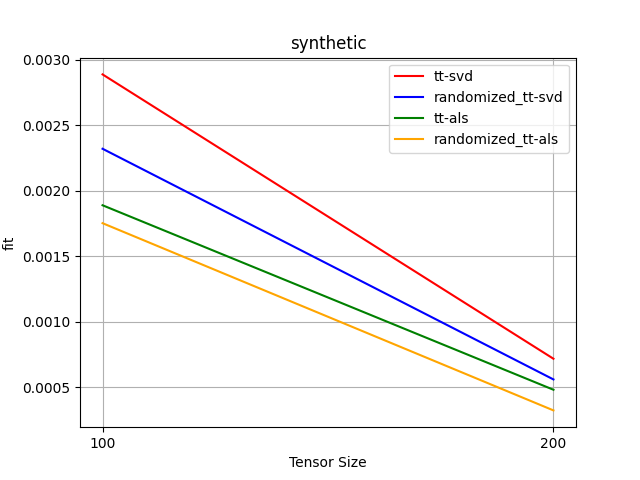 synthetic
0.0030
0.0025
0.0020
0.0015
0.0010
0.0005
fit
tt-svd
randomized_tt-svd
tt-als
randomized_tt-als
100
200
Tensor Size